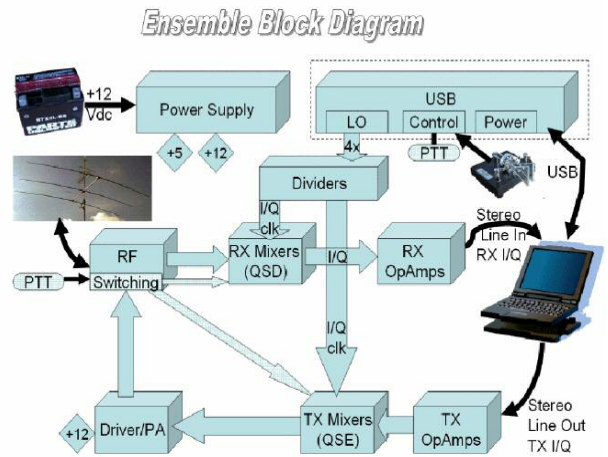 Ensemble Block Diagram
+12
Vdc
Power Supply
+5
+12
USB
LO
Control
Power
4x
PTT
USB
Dividers
I/Q
clk
Stereo
Line In
RX I/Q
RF
Switching
PTT
RX Mixers
(QSD)
I/Q
RX
OpAmps
I/Q
clk
+12
Driver/PA
TX Mixers
(QSE)
TX
OpAmps
Stereo
Line Out
TX I/Q